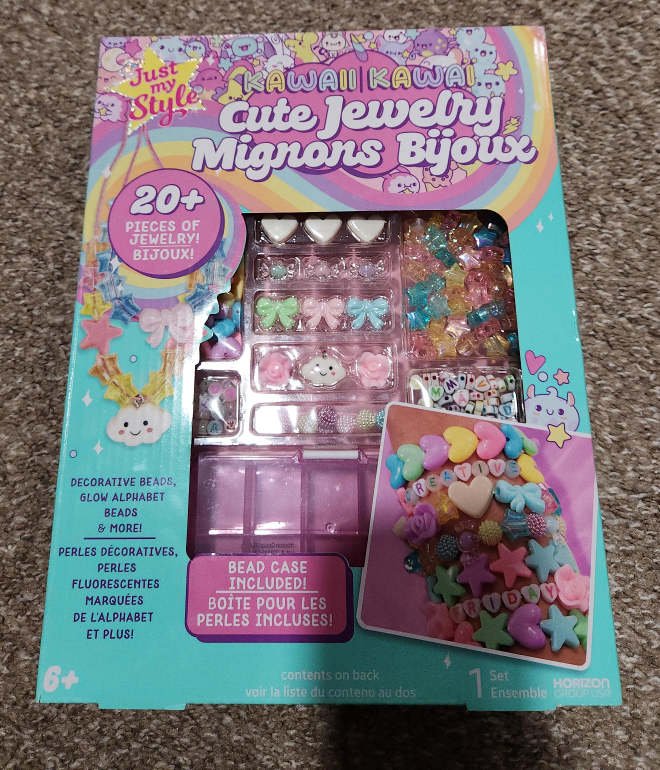 Just
my
Style
KAWAII KAWAI
Cute Jewelry
Mignons Bijoux
20+
PIECES OF
JEWELRY!
BIJOUX!
DECORATIVE BEADS,
GLOW ALPHABET
BEADS
& MORE!
PERLES DÉCORATIVES,
PERLES
FLUORESCENTES
MARQUÉES
DE L'ALPHABET
ET PLUS!
BEAD CASE
INCLUDED!
BOÎTE POUR LES
PERLES INCLUSES!
CREATIVE
FRIDAY
6+
contents on back
voir la liste du contenu au dos
1 Set
Ensemble
HORIZON
GROUP USA